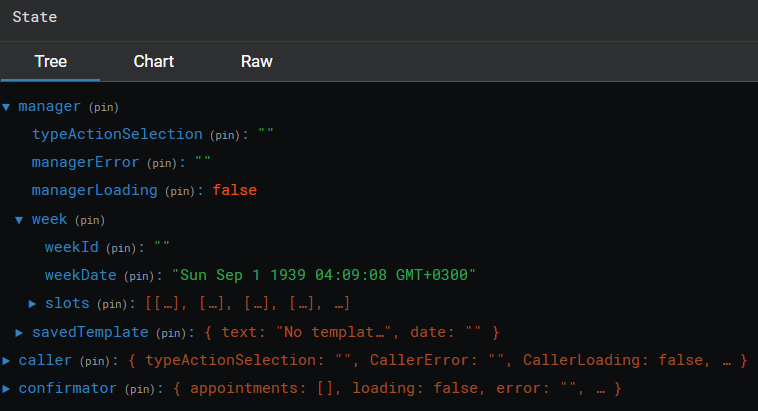 State
Tree Chart Raw
▼ manager (pin)
typeActionSelection (pin): ""
managerError (pin): ""
managerLoading (pin): false
▼ week (pin)
weekId (pin): ""
weekDate (pin): "Sun Sep 1 1939 04:09:08 GMT+0300"
▶ slots (pin): [[…], […], […], […], …]
▶ savedTemplate (pin): { text: "No templat…", date: "" }
▶ caller (pin): { typeActionSelection: "", CallerError: "", CallerLoading: false, … }
▶ confirmator (pin): { appointments: [], loading: false, error: "", … }